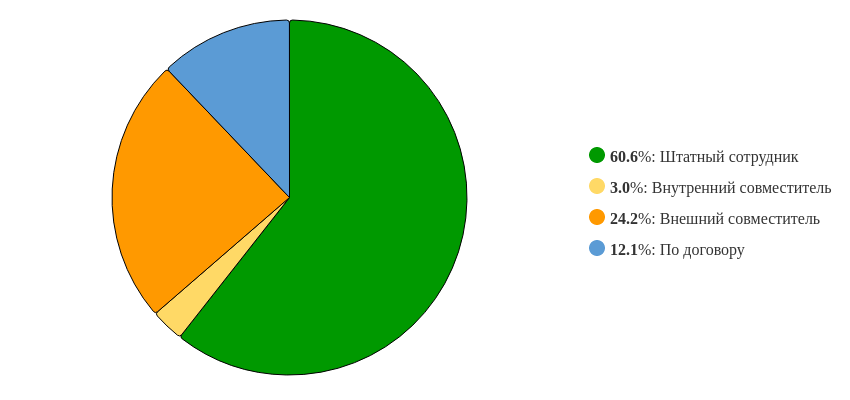 60.6%: Штатный сотрудник
3.0%: Внутренний совместитель
24.2%: Внешний совместитель
12.1%: По договору